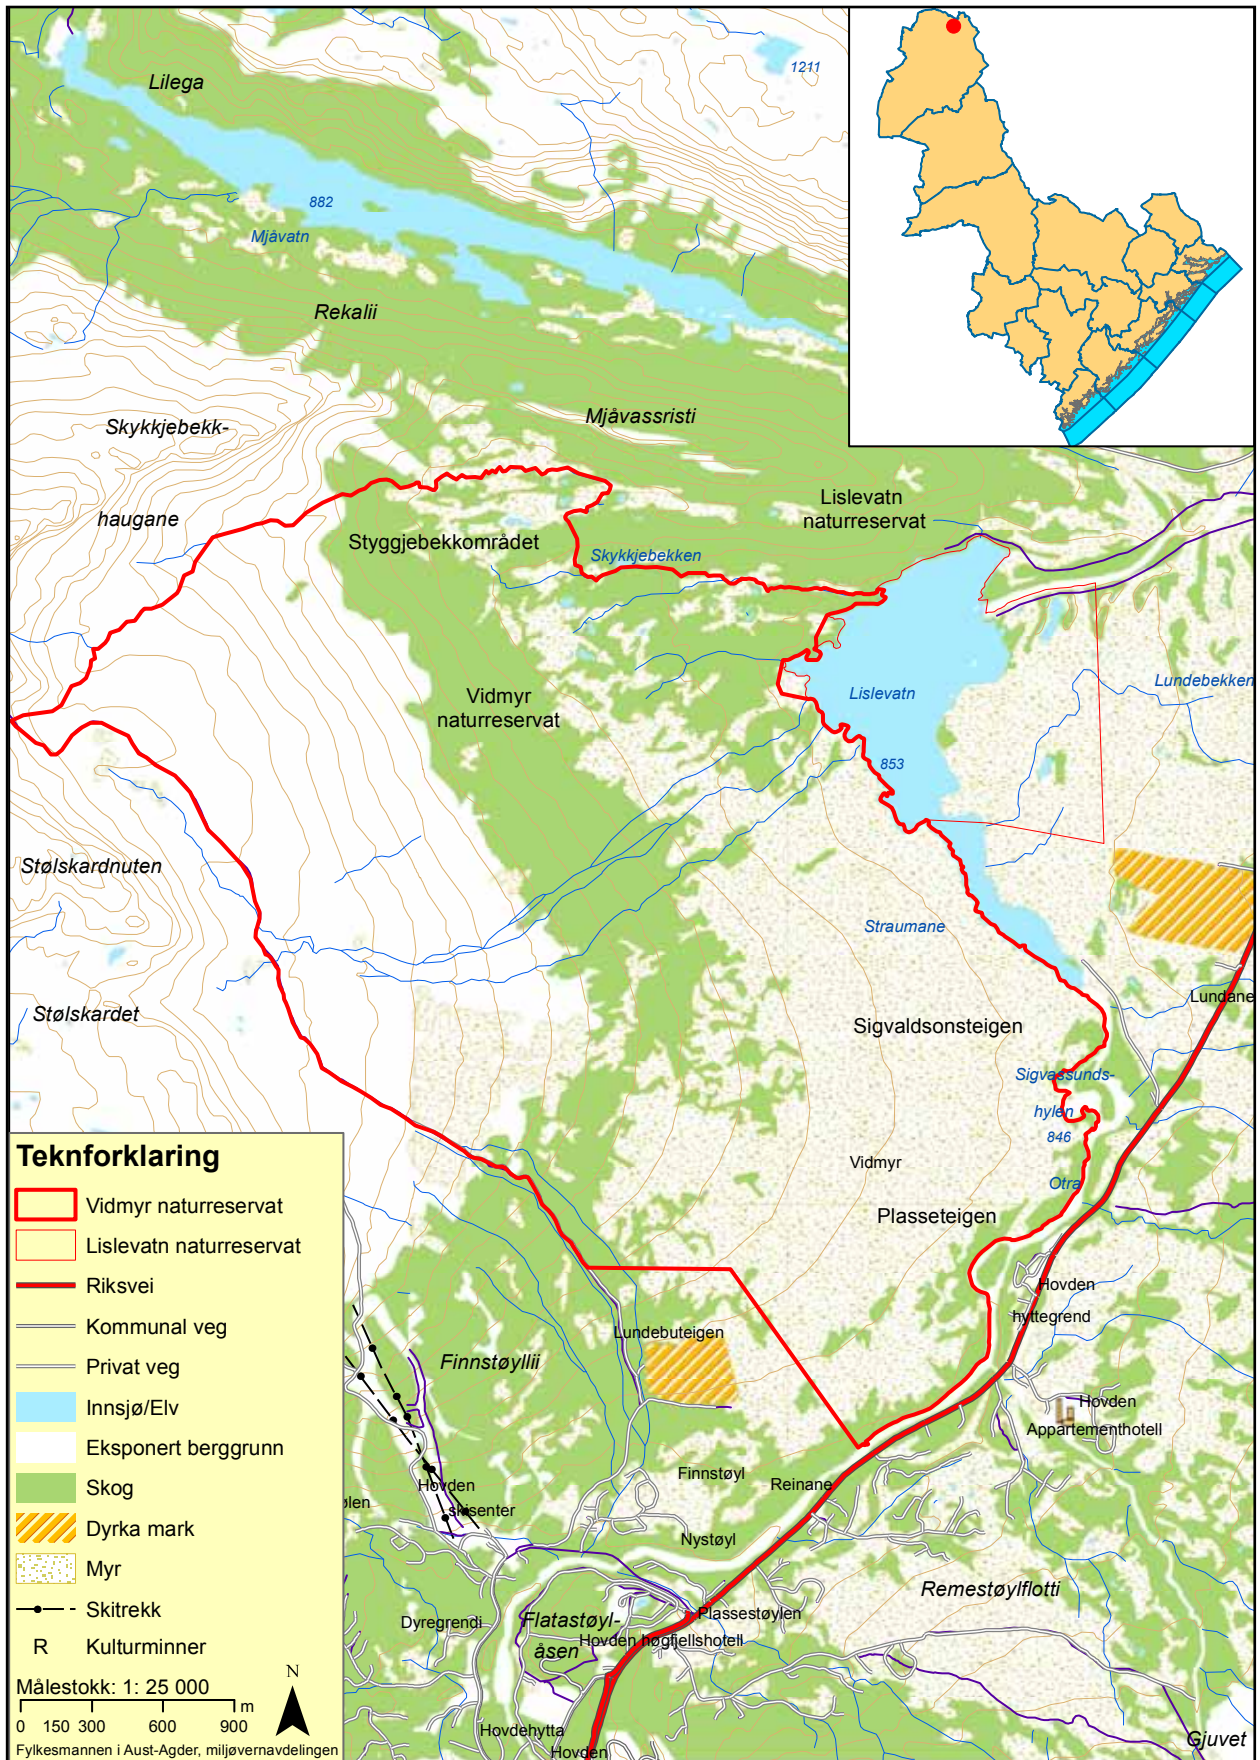 Lilega
1211
882
Mjåvatn
Rekalii
Skykkjebekk-
haugane
Mjåvassristi
Lislevatn
naturreservat
Styggjebekkområdet
Skykkjebekken
Vidmyr
naturreservat
Lislevatn
Lundebekken
853
Stølskardnuten
Straumane
Stølskardet
Lundane
Sigvaldsonsteigen
Sigvassunds-
hylen
846
Vidmyr
Otra
Plasseteigen
Hovden
hyttegrend
Lundebuteigen
Finnstøyllii
Hovden
Appartementhotell
Finnstøyl
Reinane
Hovden
skisenter
ølen
Nystøyl
Remestøylflotti
Dyregrendi
Flatastøyl-
åsen
Plassestøylen
Hovden høgfjellshotell
Hovdehytta
Hovden
Gjuvet
Teknforklaring
Vidmyr naturreservat
Lislevatn naturreservat
Riksvei
Kommunal veg
Privat veg
Innsjø/Elv
Eksponert berggrunn
Skog
Dyrka mark
Myr
Skitrekk
R Kulturminner
N
Målestokk: 1: 25 000
m
0 150 300 600 900
Fylkesmannen i Aust-Agder, miljøvernavdelingen